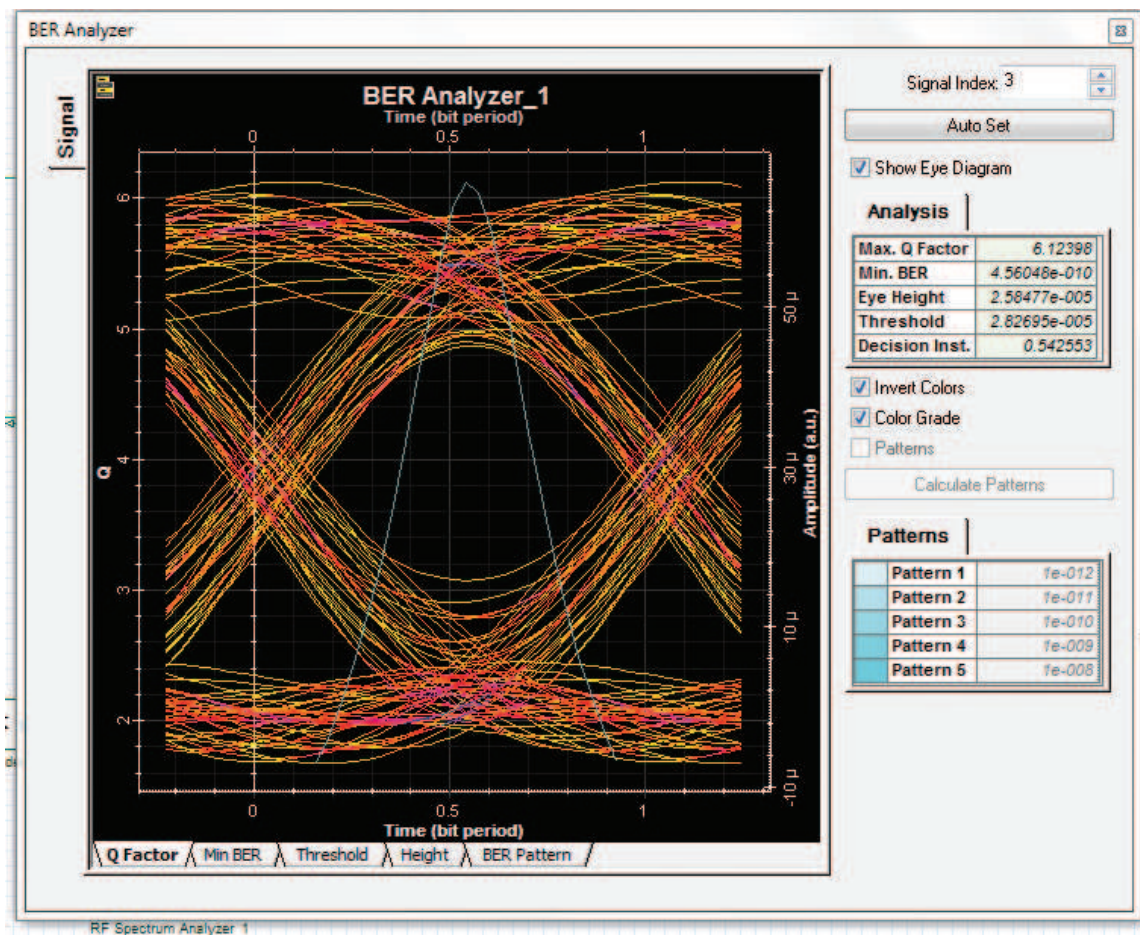 BER Analyzer
Signal
BER Analyzer_1
Time (bit period)
0 0.5 1
6
5
4
3
2
Q
50 µ
30 µ
10 µ
-10 µ
Amplitude (a.u.)
0 0.5 1
Time (bit period)
Q Factor Min BER Threshold Height BER Pattern
Signal Index: 3
Auto Set
Show Eye Diagram
Analysis
Max. Q Factor 6.12398
Min. BER 4.56048e-010
Eye Height 2.58477e-005
Threshold 2.82695e-005
Decision Inst. 0.542553
Invert Colors
Color Grade
Patterns
Calculate Patterns
Patterns
Pattern 1 1e-012
Pattern 2 1e-011
Pattern 3 1e-010
Pattern 4 1e-009
Pattern 5 1e-008
RF Spectrum Analyzer_1